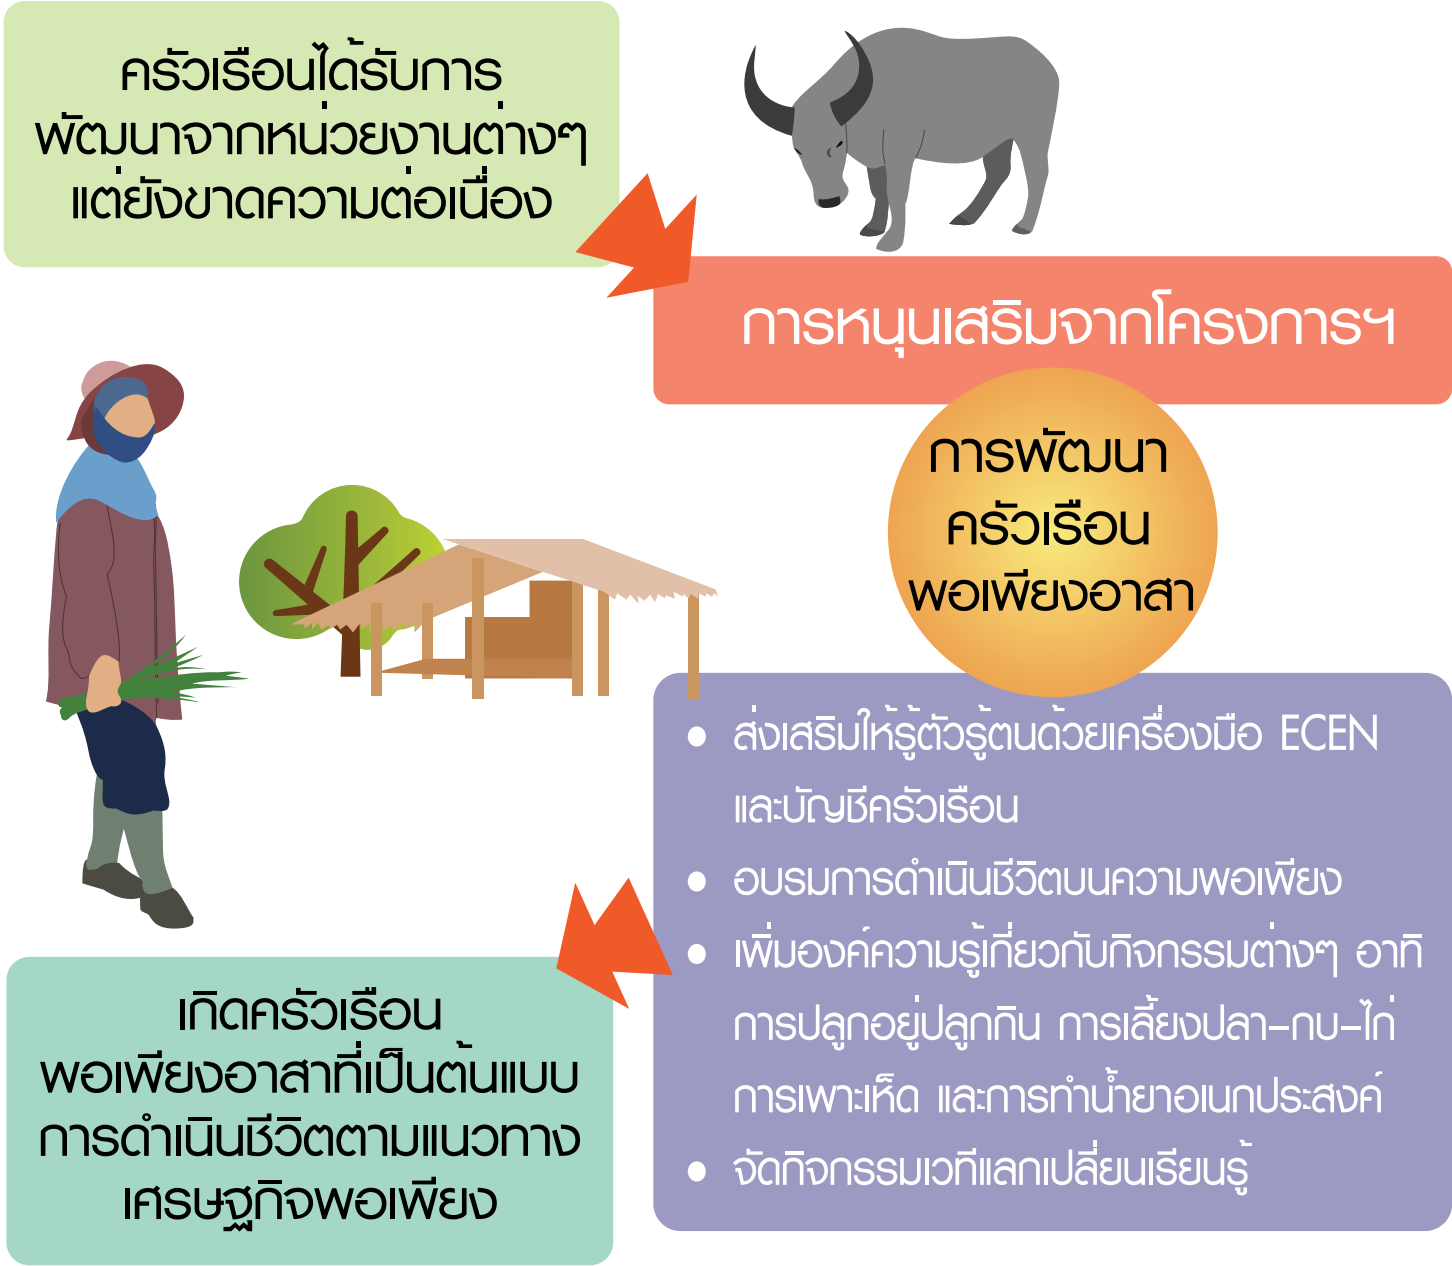 ครัวเรือนได้รับการ
พัฒนาจากหน่วยงานต่างๆ
แต่ยังขาดความต่อเนื่อง
การหนุนเสริมจากโครงการฯ
การพัฒนา
ครัวเรือน
พอเพียงอาสา
• ส่งเสริมให้รู้ตัวรู้ตนด้วยเครื่องมือ ECEN
และบัญชีครัวเรือน
• อบรมการดำเนินชีวิตบนความพอเพียง
• เพิ่มองค์ความรู้เกี่ยวกับกิจกรรมต่างๆ อาทิ
การปลูกอยู่ปลูกกิน การเลี้ยงปลา-กบ-ไก่
การเพาะเห็ด และการทำน้ำยาอเนกประสงค์
• จัดกิจกรรมเวทีแลกเปลี่ยนเรียนรู้
เกิดครัวเรือน
พอเพียงอาสาที่เป็นต้นแบบ
การดำเนินชีวิตตามแนวทาง
เศรษฐกิจพอเพียง